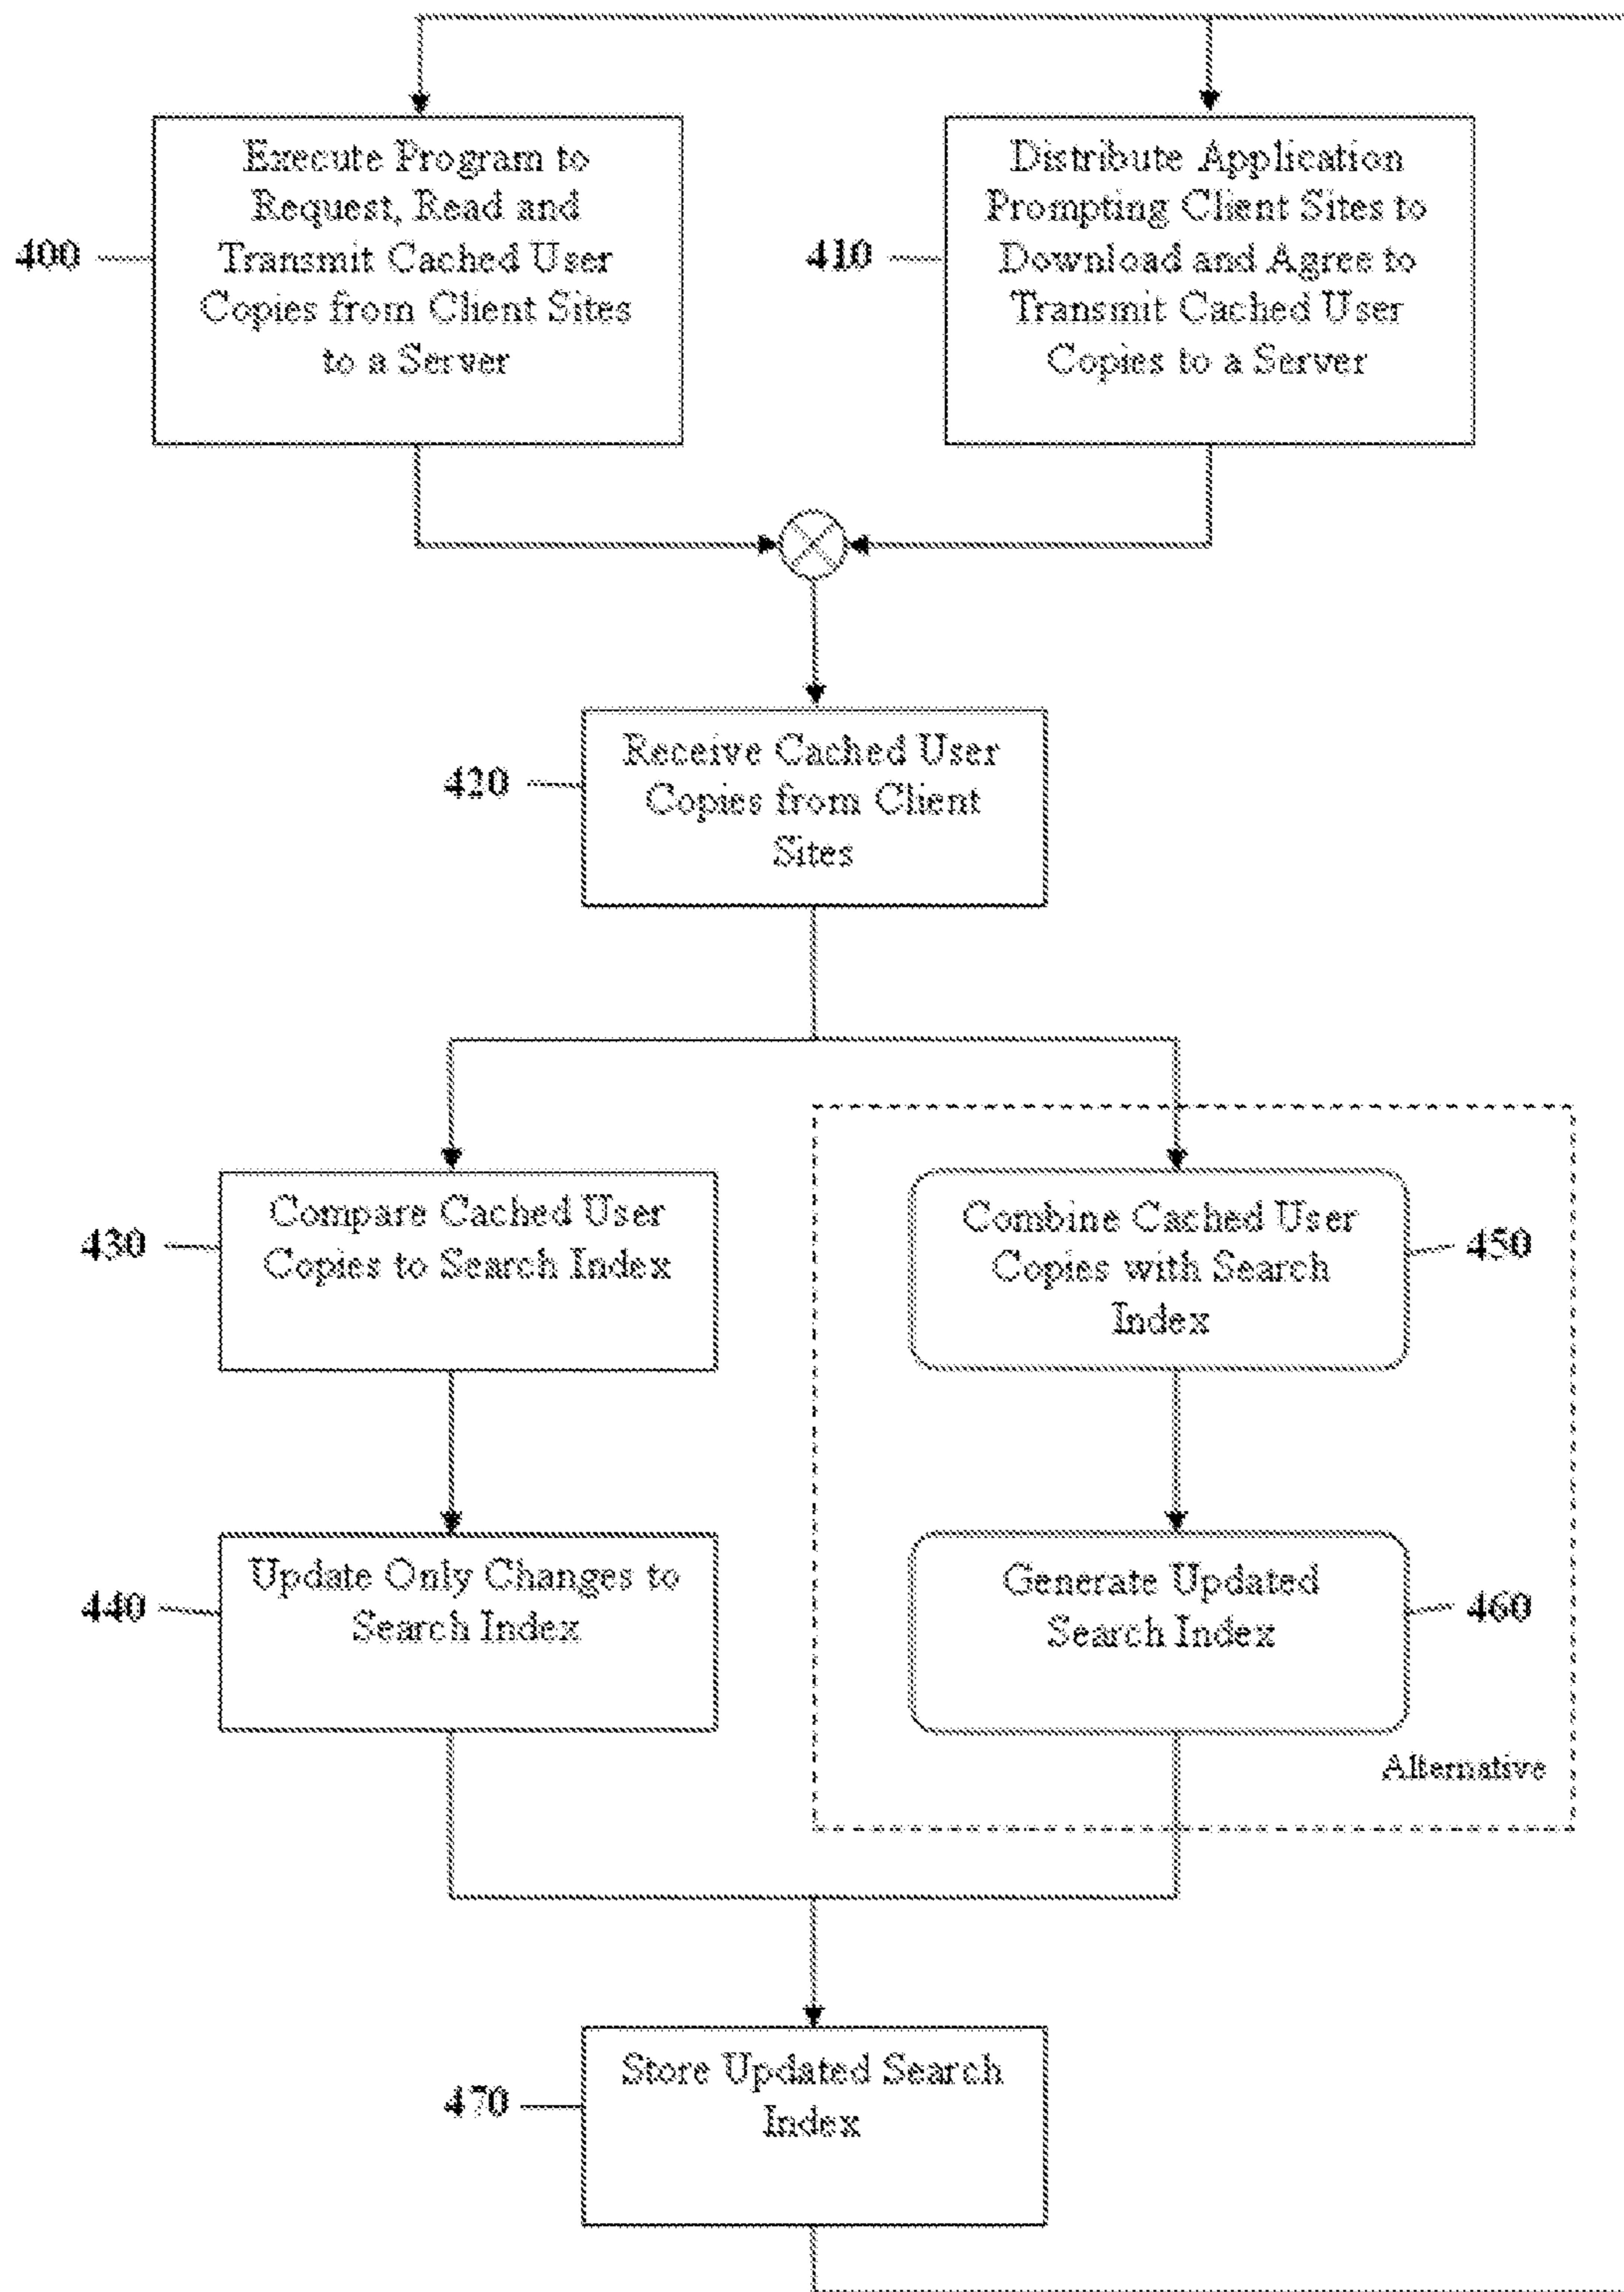 Execute Program to
Request, Read and
Transmit Cached User
Copies from Client Sites
to a Server
400
Distribute Application
Prompting Client Sites to
Download and Agree to
Transmit Cached User
Copies to a Server
410
Receive Cached User
Copies from Client
Sites
420
Compare Cached User
Copies to Search Index
430
Combine Cached User
Copies with Search
Index
450
Update Only Changes to
Search Index
440
Generate Updated
Search Index
460
Alternative
Store Updated Search
Index
470